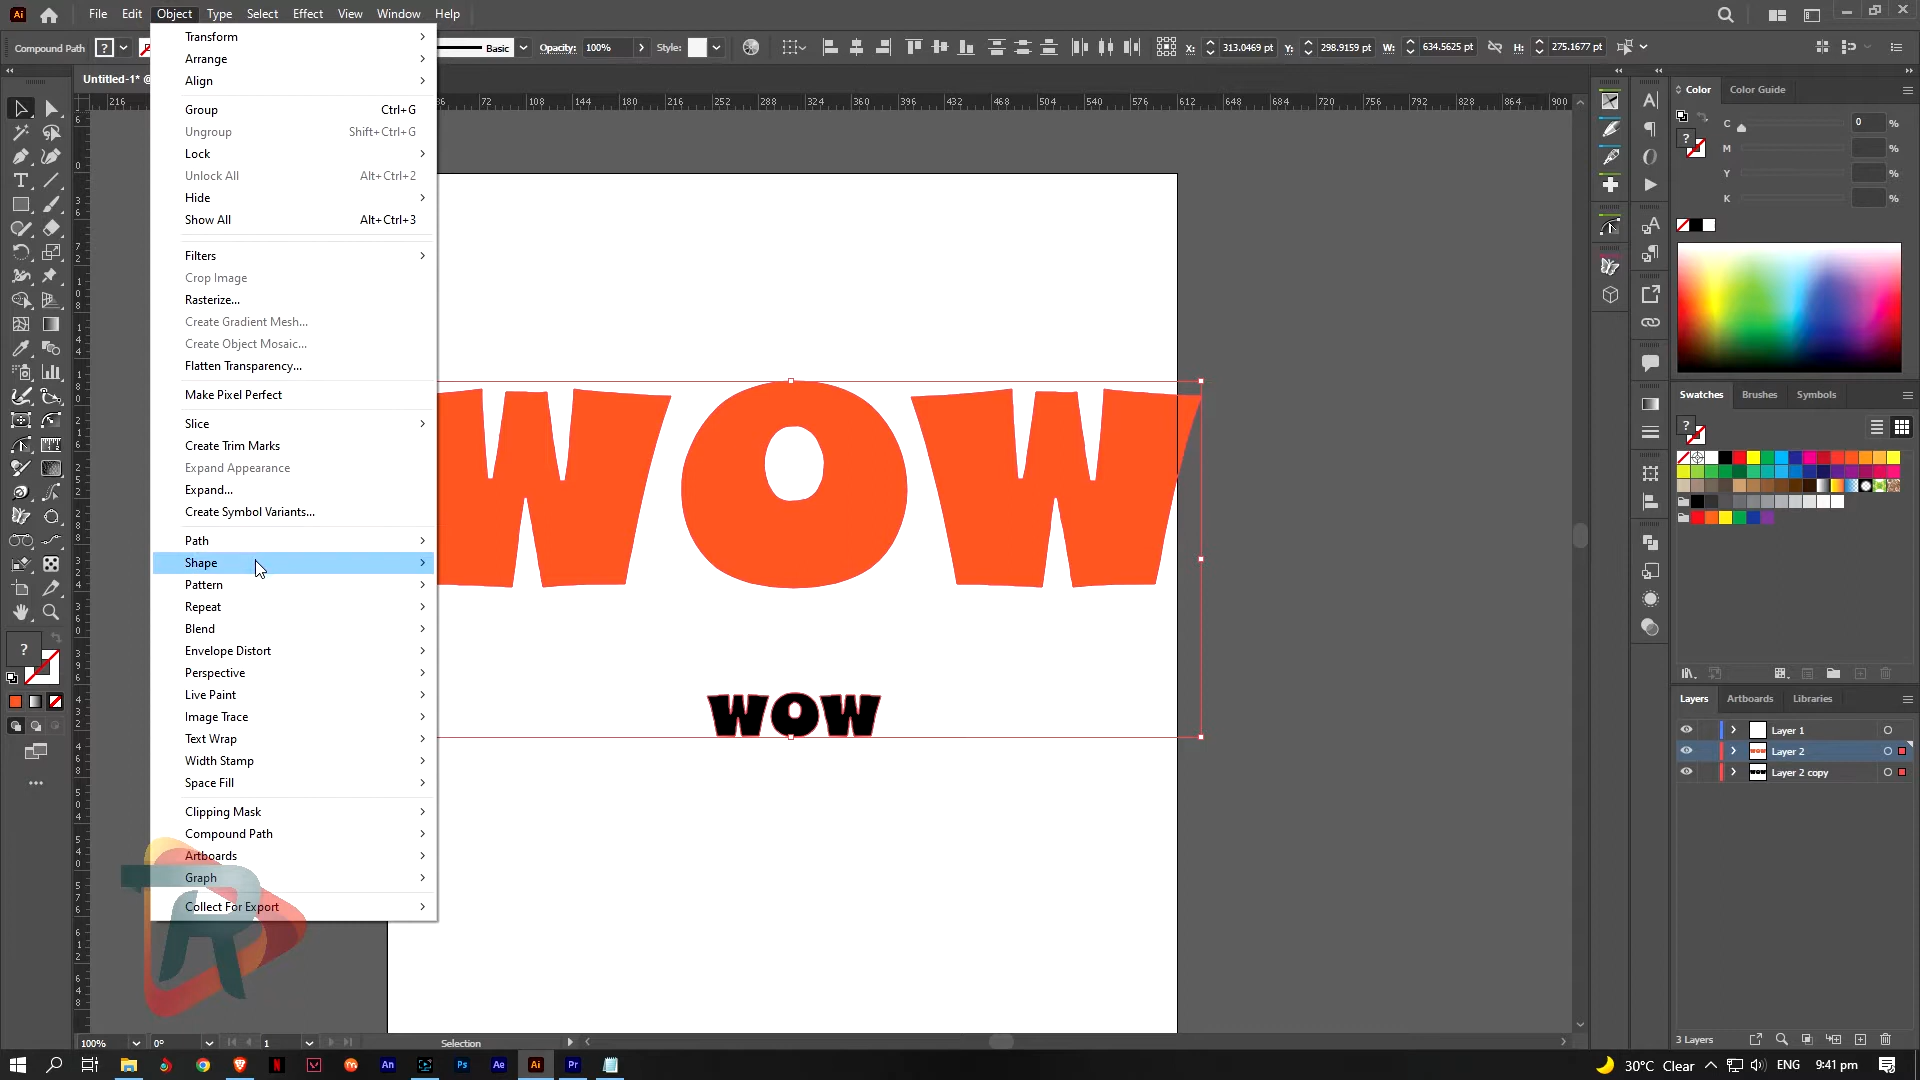 Ai File Edit Object Type Select Effect View Window Help
Compound Path ? Basic Opacity: 100% Style: X: 313.0469 pt Y: 298.9159 pt W: 634.5625 pt H: 275.1677 pt
Untitled-1* @
Transform
Arrange
Align
Group Ctrl+G
Ungroup Shift+Ctrl+G
Lock
Unlock All Alt+Ctrl+2
Hide
Show All Alt+Ctrl+3
Filters
Crop Image
Rasterize...
Create Gradient Mesh...
Create Object Mosaic...
Flatten Transparency...
Make Pixel Perfect
Slice
Create Trim Marks
Expand Appearance
Expand...
Create Symbol Variants...
Path
Shape
Pattern
Repeat
Blend
Envelope Distort
Perspective
Live Paint
Image Trace
Text Wrap
Width Stamp
Space Fill
Clipping Mask
Compound Path
Artboards
Graph
Collect For Export
216 36 72 108 144 180 216 252 288 324 360 396 432 468 504 540 576 612 648 684 720 756 792 828 864 900
WOW
WOW
Color Color Guide
C 0 %
M %
Y %
K %
Swatches Brushes Symbols
Layers Artboards Libraries
Layer 1
Layer 2
Layer 2 copy
3 Layers
100% 0° 1 Selection
An Ps Ae Ai Pr
30°C Clear ENG 9:41 pm